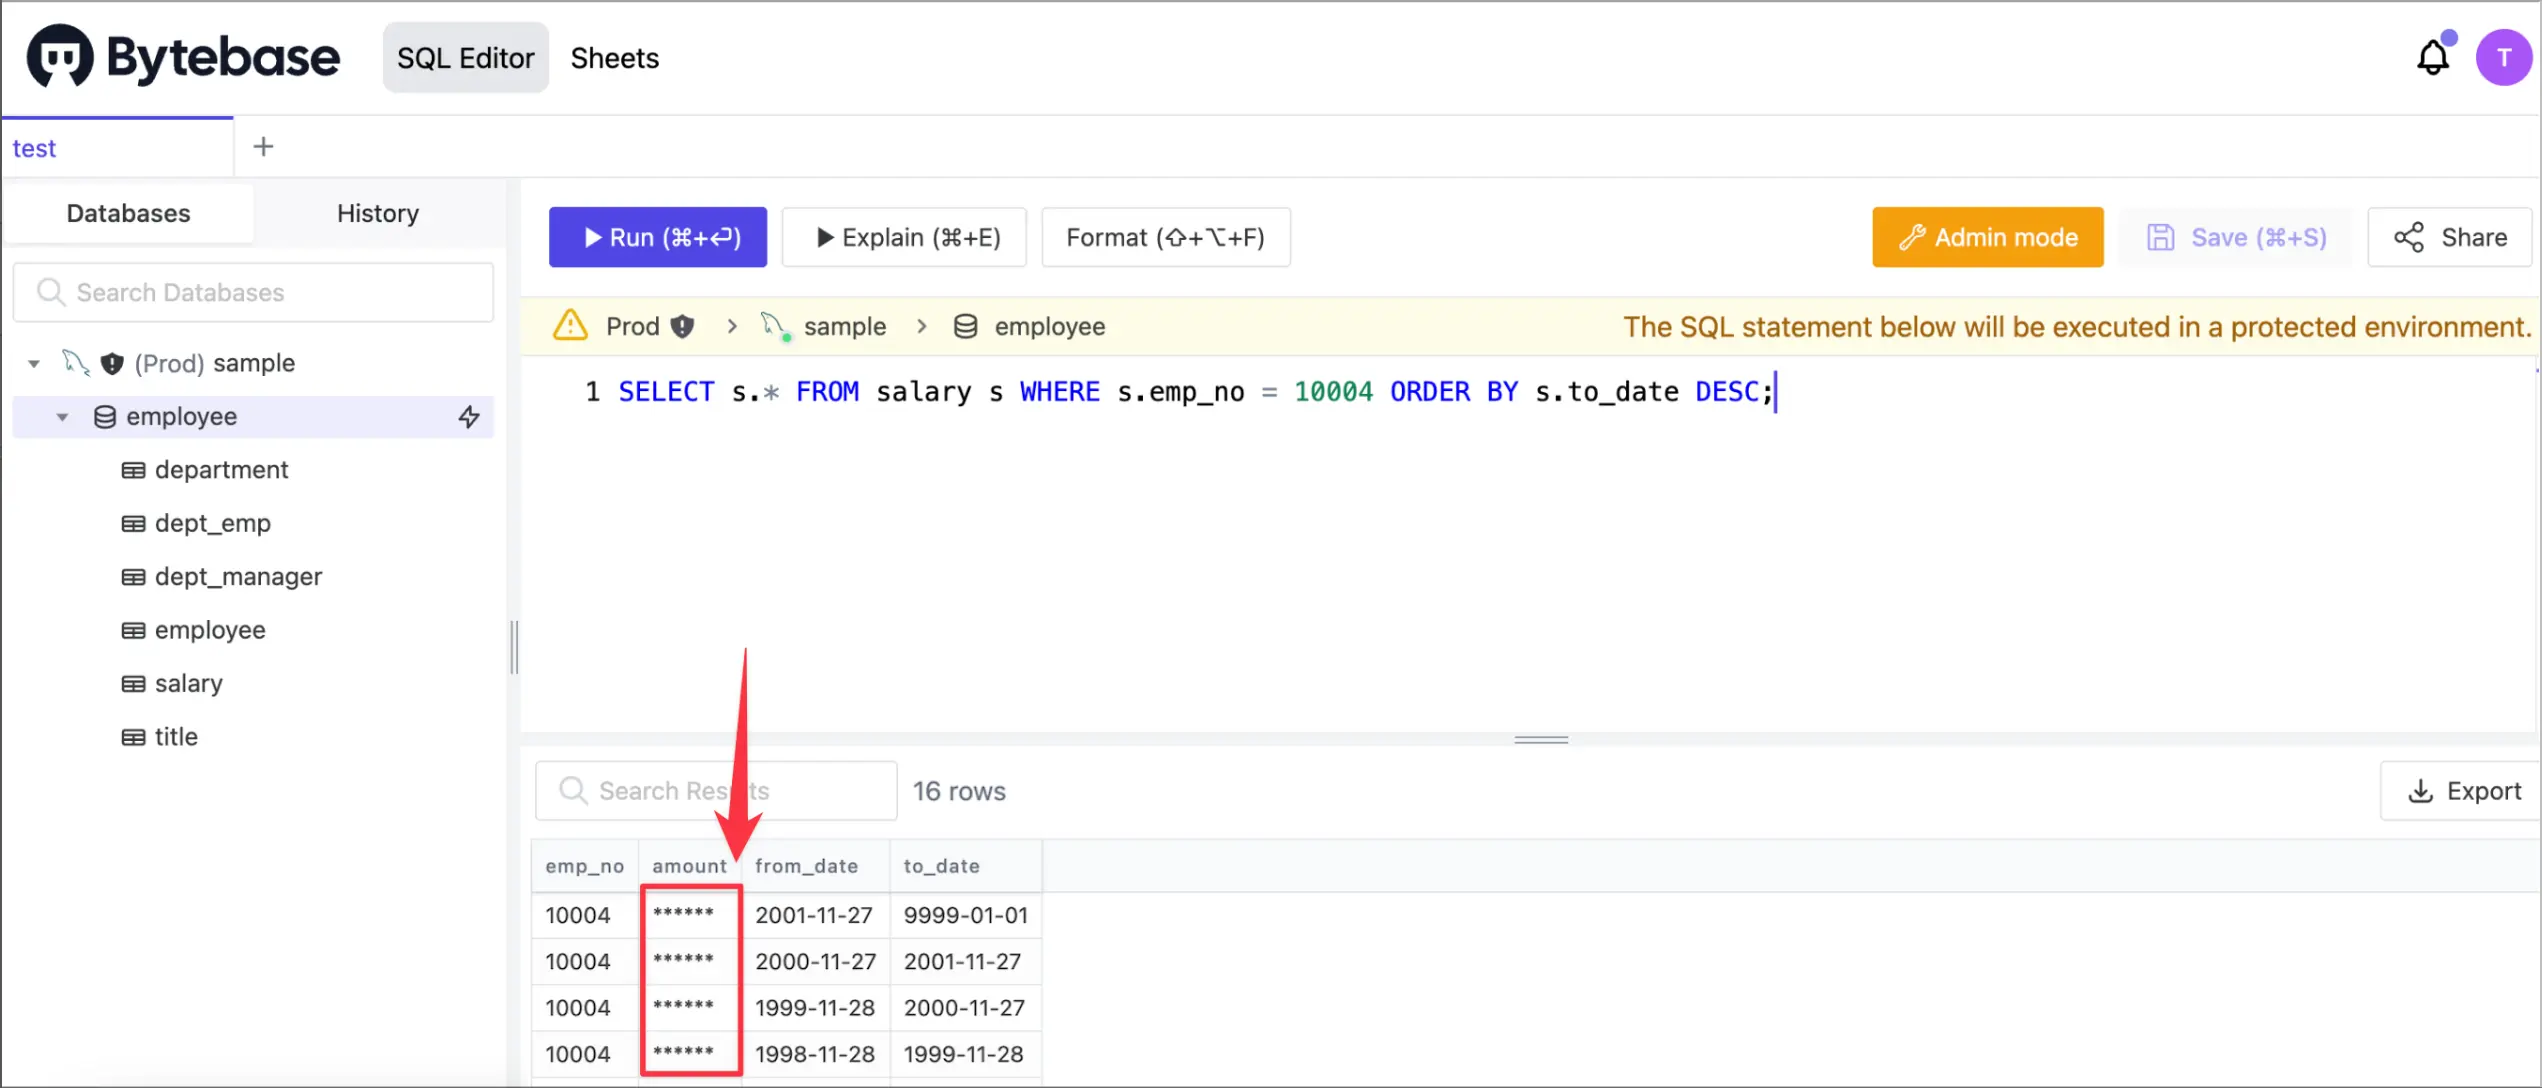 Bytebase SQL Editor Sheets T
test +
Databases History
Run (⌘+⏎) Explain (⌘+E) Format (⇧+⌥+F) Admin mode Save (⌘+S) Share
Search Databases
Prod > sample > employee The SQL statement below will be executed in a protected environment.
(Prod) sample
1 SELECT s.* FROM salary s WHERE s.emp_no = 10004 ORDER BY s.to_date DESC;
employee
department
dept_emp
dept_manager
employee
salary
title
Search Results 16 rows Export
emp_no amount from_date to_date
10004 ****** 2001-11-27 9999-01-01
10004 ****** 2000-11-27 2001-11-27
10004 ****** 1999-11-28 2000-11-27
10004 ****** 1998-11-28 1999-11-28